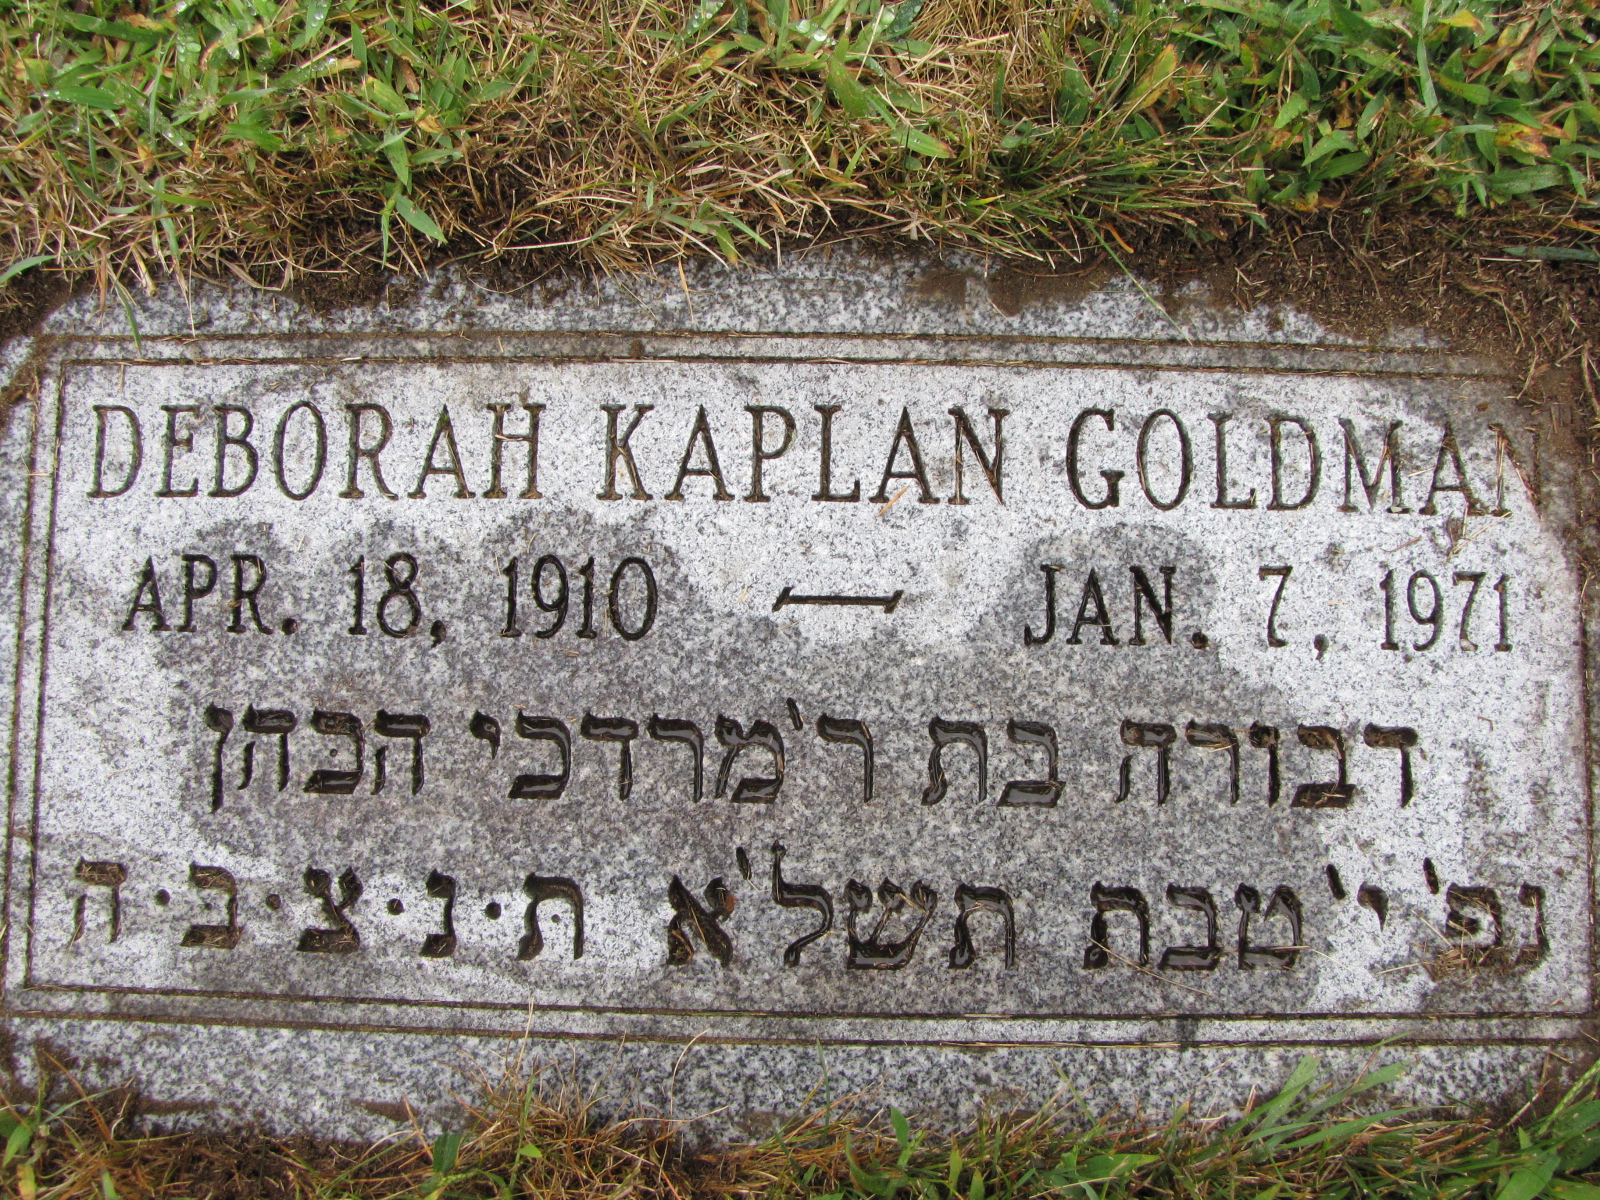 DEBORAH KAPLAN GOLDMAN
APR. 18, 1910 — JAN. 7, 1971
דבורה בת ר'מרדכי הכהן
נפ' י' טבת תשל'א ת·נ·צ·ב·ה